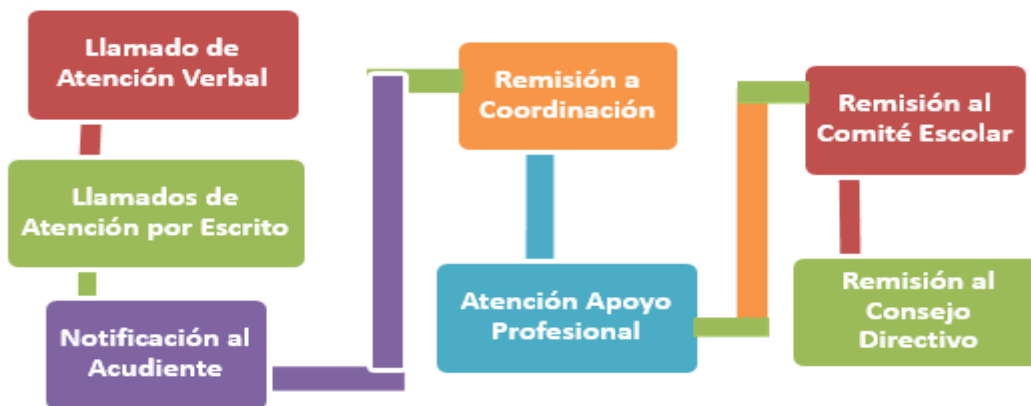 Llamado de
Atención Verbal
Llamados de
Atención por Escrito
Notificación al
Acudiente
Remisión a
Coordinación
Atención Apoyo
Profesional
Remisión al
Comité Escolar
Remisión al
Consejo
Directivo